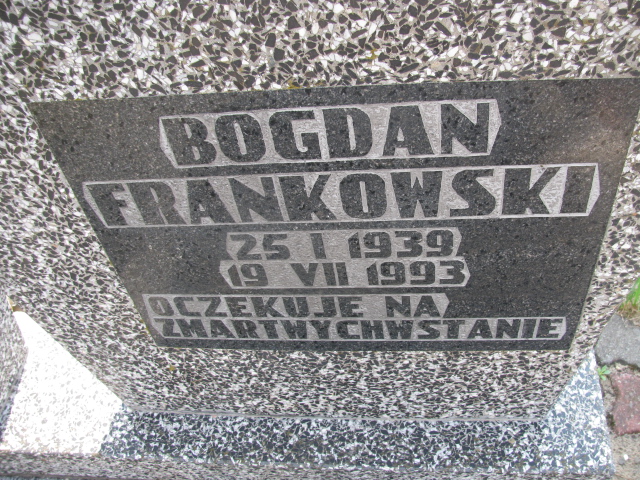 BOGDAN
FRANKOWSKI
25 I 1939
19 VII 1993
OCZEKUJE NA
ZMARTWYCHWSTANIE